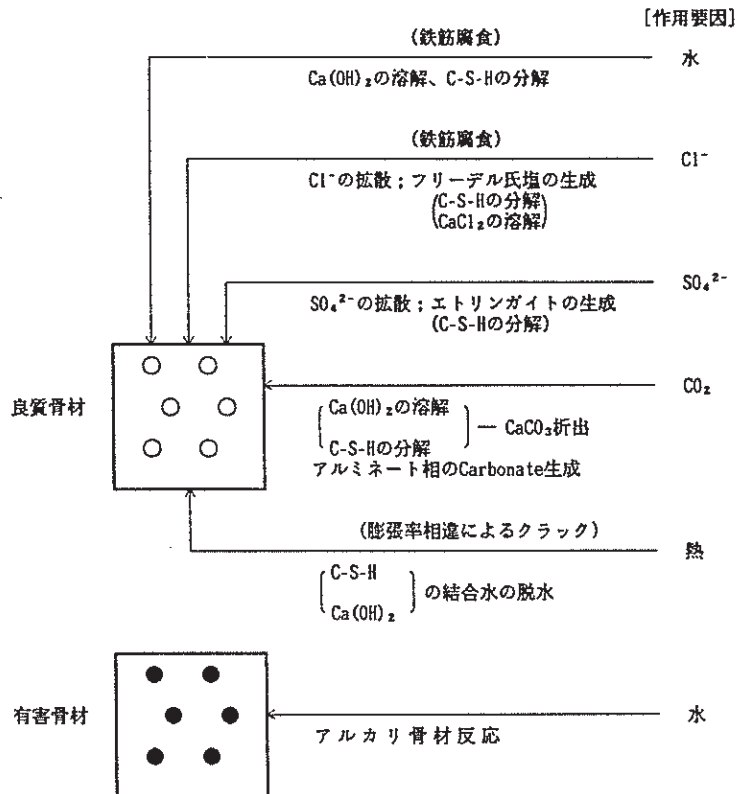 [作用要因]
(鉄筋腐食)
水
Ca(OH)₂の溶解、C-S-Hの分解
(鉄筋腐食)
Cl⁻
Cl⁻の拡散；フリーデル氏塩の生成
(C-S-Hの分解
CaCl₂の溶解)
SO₄²⁻
SO₄²⁻の拡散；エトリンガイトの生成
(C-S-Hの分解)
良質骨材
CO₂
Ca(OH)₂の溶解
C-S-Hの分解
CaCO₃折出
アルミネート相のCarbonate生成
(膨張率相違によるクラック)
熱
C-S-H
Ca(OH)₂
の結合水の脱水
有害骨材
水
アルカリ骨材反応